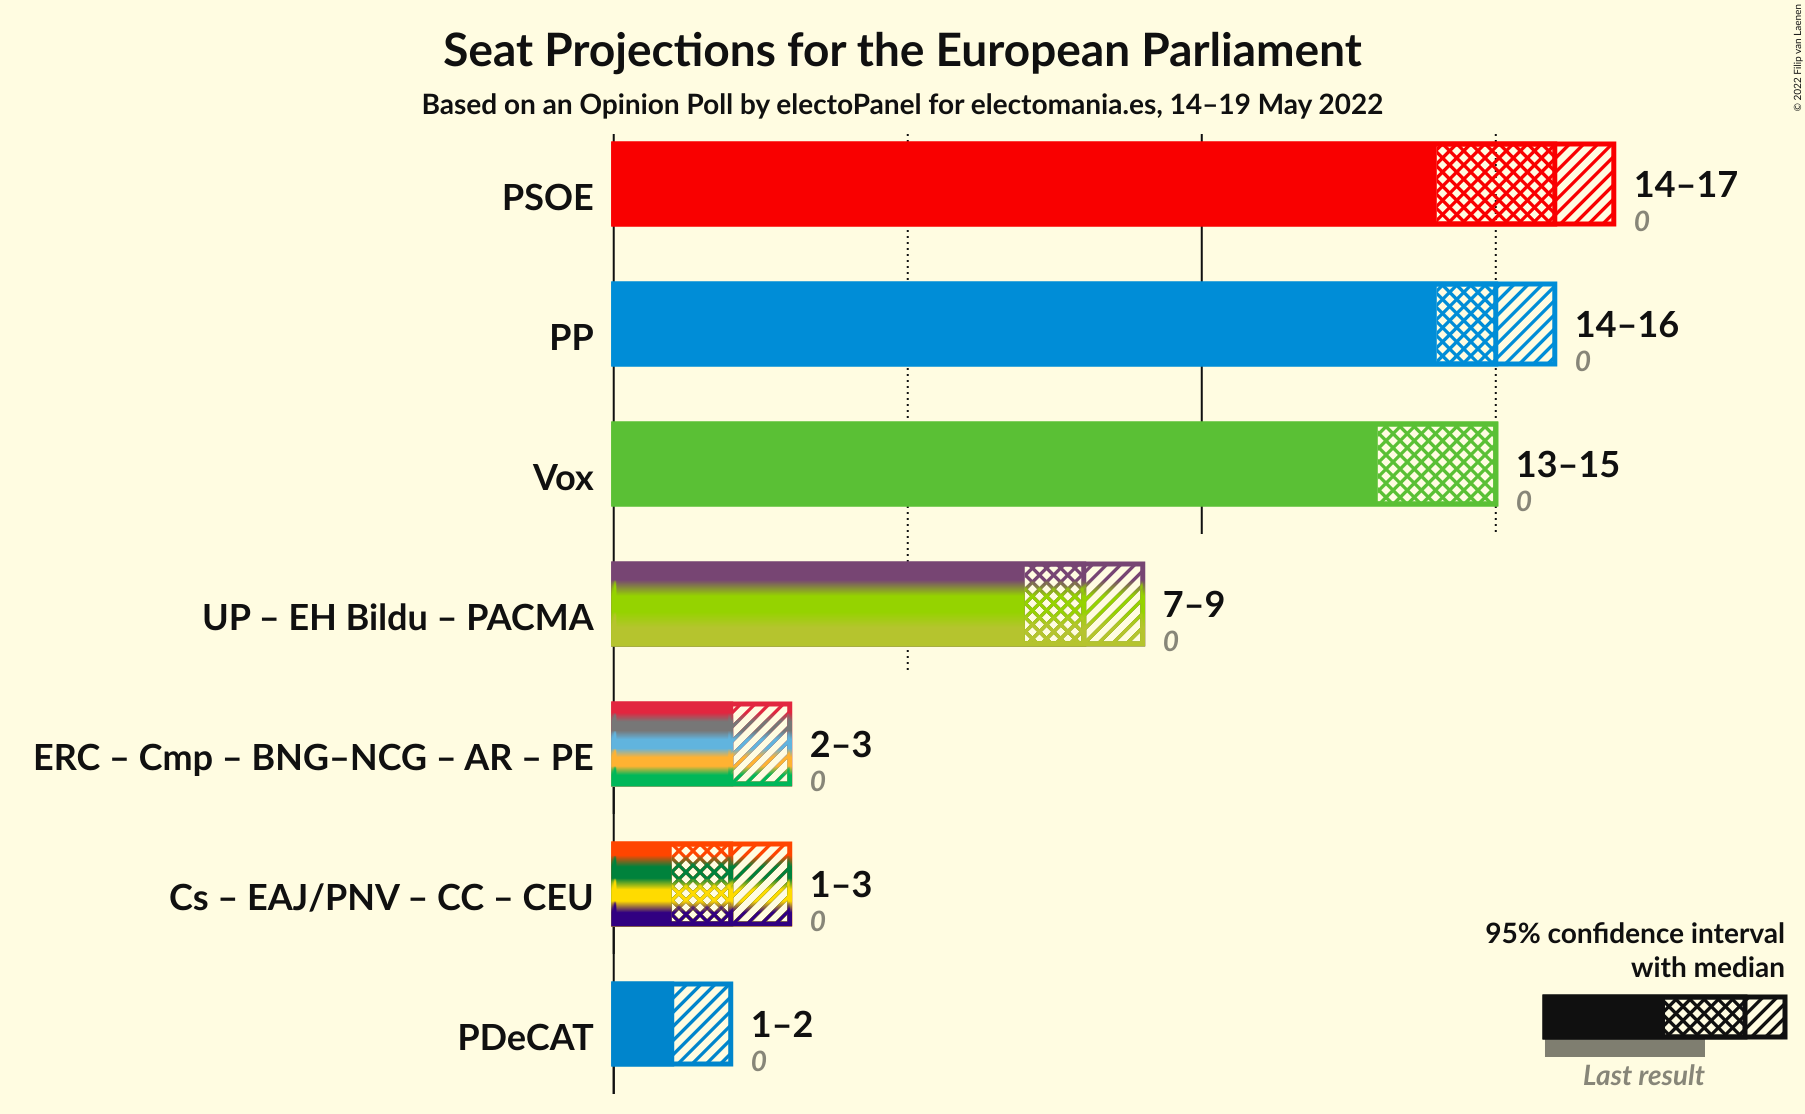 Seat Projections for the European Parliament
Based on an Opinion Poll by electoPanel for electomania.es, 14–19 May 2022
© 2022 Filip van Laenen
PSOE
14–17
0
PP
14–16
0
Vox
13–15
0
UP – EH Bildu – PACMA
7–9
0
ERC – Cmp – BNG–NCG – AR – PE
2–3
0
Cs – EAJ/PNV – CC – CEU
1–3
0
PDeCAT
1–2
0
95% confidence interval
with median
Last result